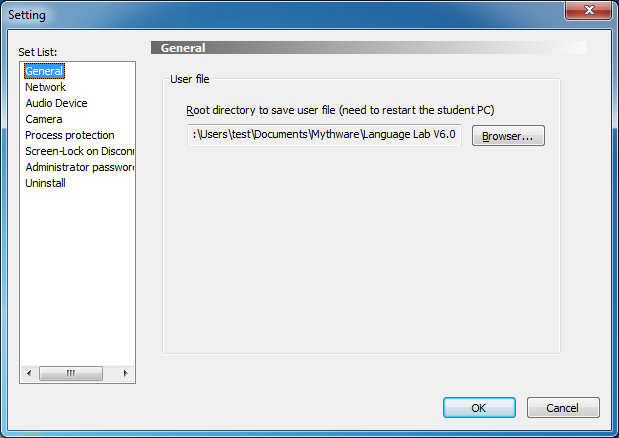 Setting
Set List:
General
Network
Audio Device
Camera
Process protection
Screen-Lock on Disconn
Administrator password
Uninstall
General
User file
Root directory to save user file (need to restart the student PC)
:\Users\test\Documents\Mythware\Language Lab V6.0
Browser...
OK
Cancel